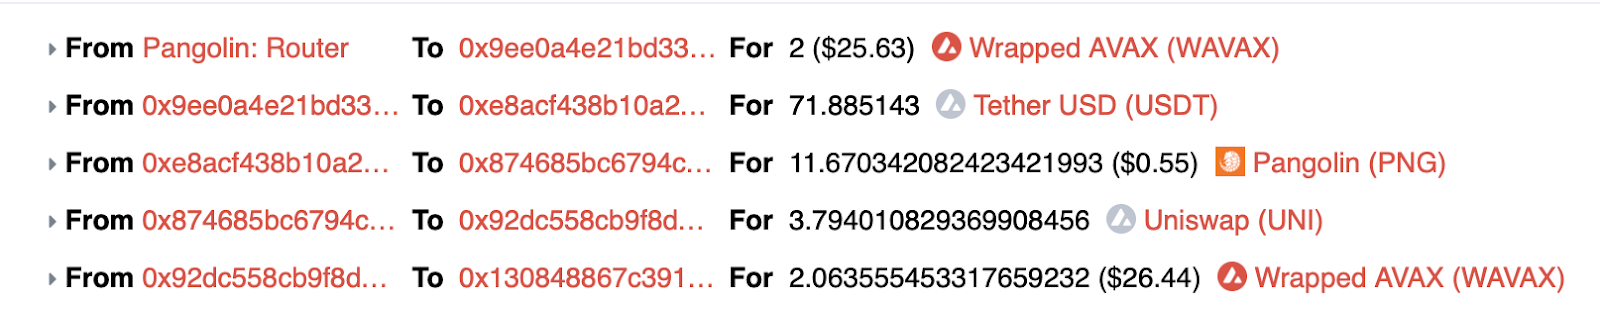 From Pangolin: Router To 0x9ee0a4e21bd33... For 2 ($25.63) Wrapped AVAX (WAVAX)
From 0x9ee0a4e21bd33... To 0xe8acf438b10a2... For 71.885143 Tether USD (USDT)
From 0xe8acf438b10a2... To 0x874685bc6794c... For 11.670342082423421993 ($0.55) Pangolin (PNG)
From 0x874685bc6794c... To 0x92dc558cb9f8d... For 3.794010829369908456 Uniswap (UNI)
From 0x92dc558cb9f8d... To 0x130848867c391... For 2.063555453317659232 ($26.44) Wrapped AVAX (WAVAX)